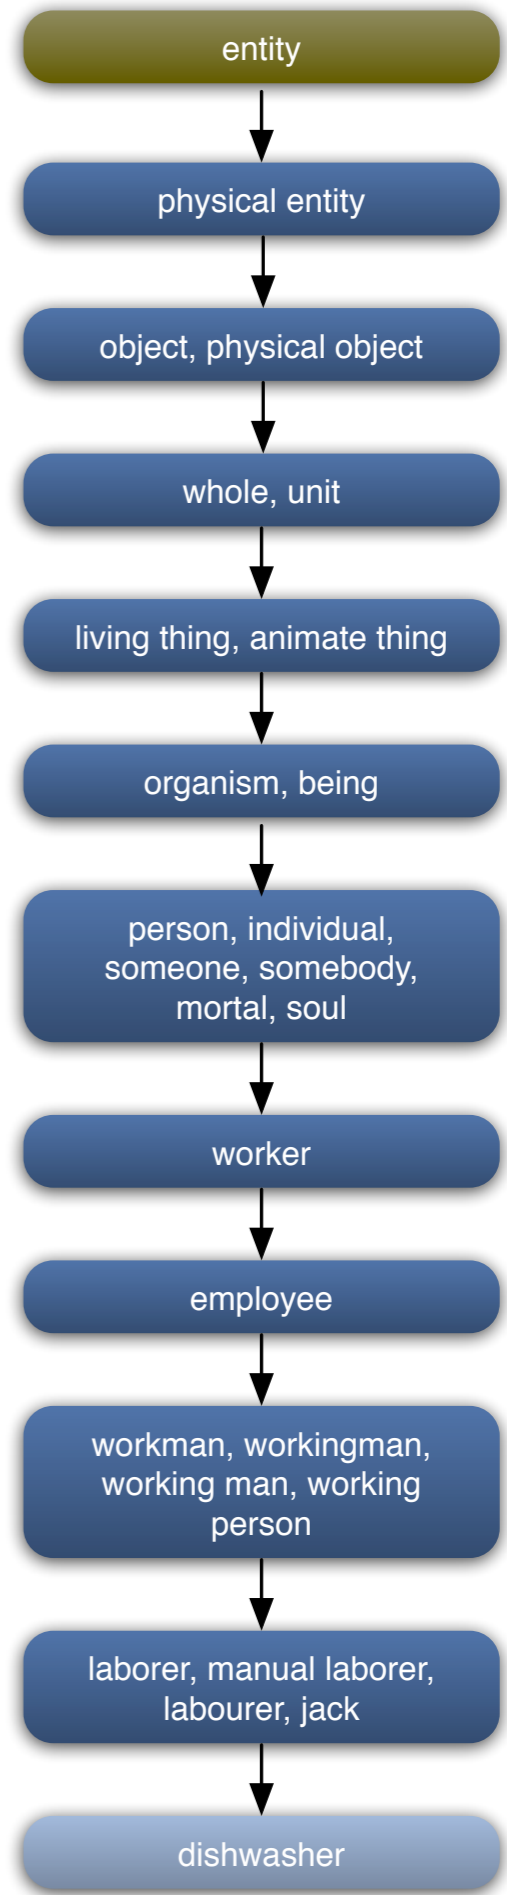 entity
physical entity
object, physical object
whole, unit
living thing, animate thing
organism, being
person, individual,
someone, somebody,
mortal, soul
worker
employee
workman, workingman,
working man, working
person
laborer, manual laborer,
labourer, jack
dishwasher